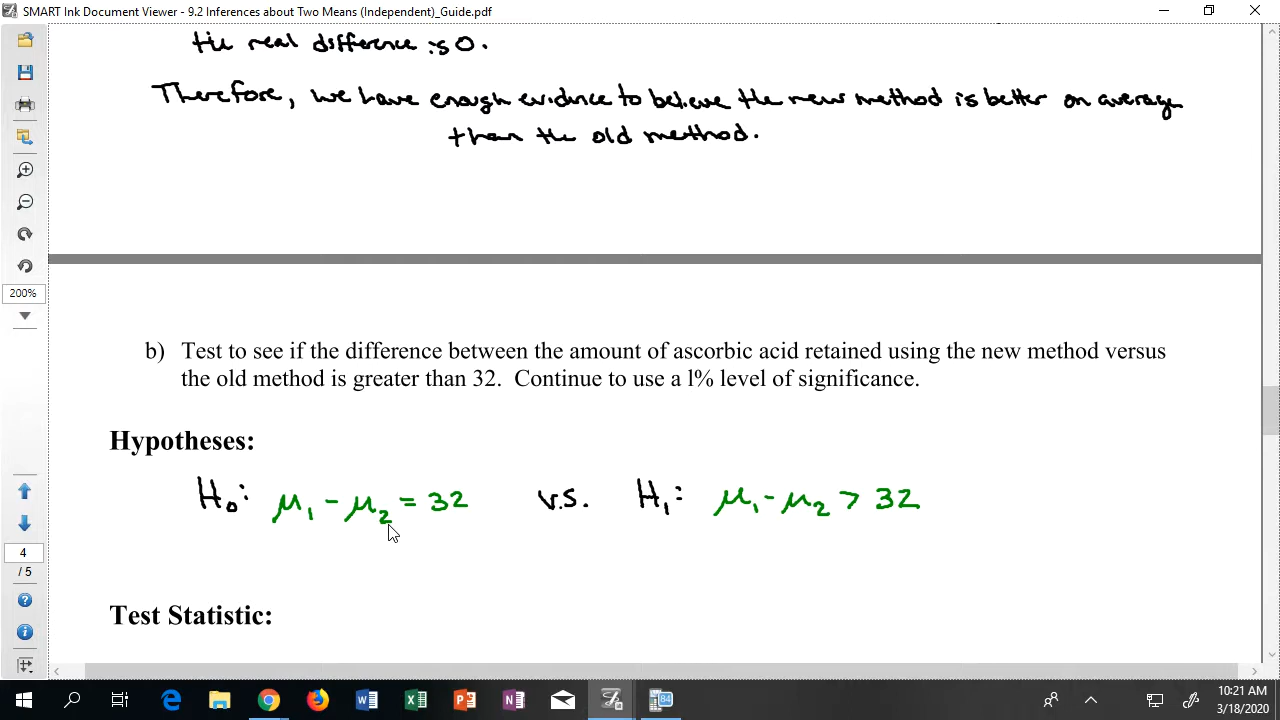 SMART Ink Document Viewer - 9.2 Inferences about Two Means (Independent)_Guide.pdf
the real difference is 0.
Therefore, we have enough evidence to believe the new method is better on average
than the old method.
200%
b) Test to see if the difference between the amount of ascorbic acid retained using the new method versus
the old method is greater than 32. Continue to use a l% level of significance.
Hypotheses:
H₀: μ₁ - μ₂ = 32 v.s. H₁: μ₁ - μ₂ > 32
4
/ 5
Test Statistic:
10:21 AM
3/18/2020